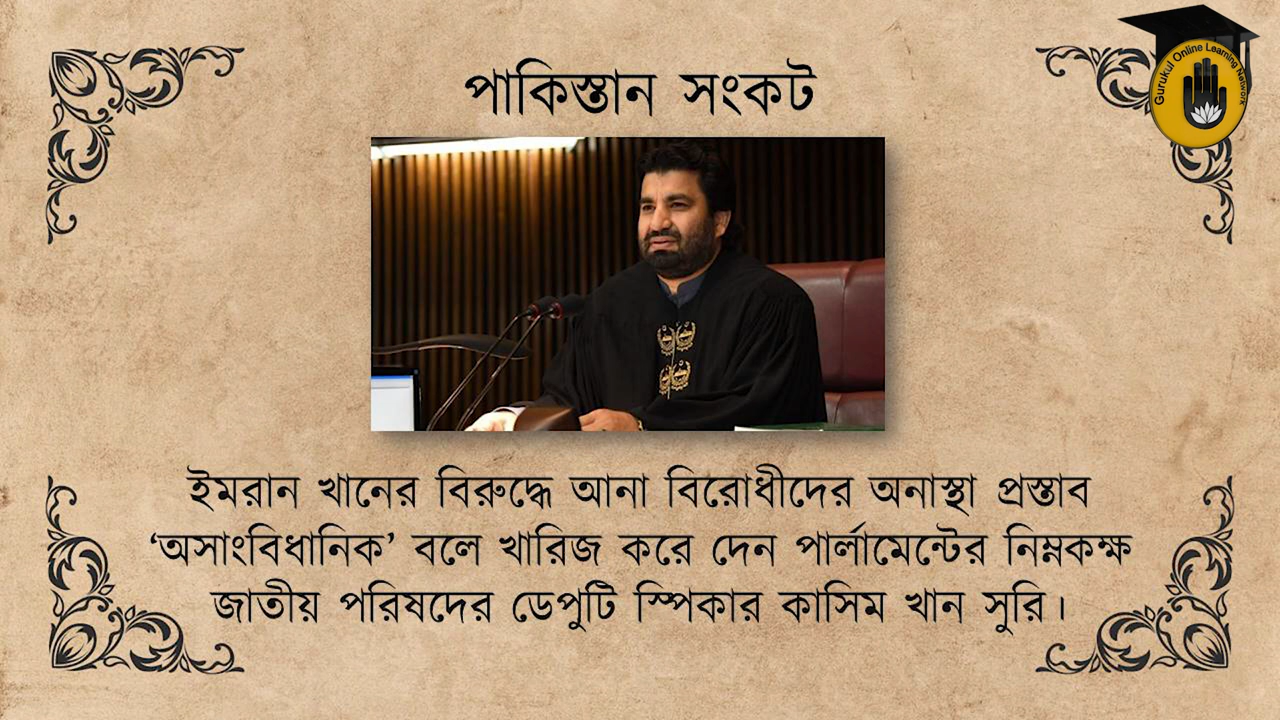 Gurukul Online Learning Network
পাকিস্তান সংকট
ইমরান খানের বিরুদ্ধে আনা বিরোধীদের অনাস্থা প্রস্তাব
‘অসাংবিধানিক’ বলে খারিজ করে দেন পার্লামেন্টের নিম্নকক্ষ
জাতীয় পরিষদের ডেপুটি স্পিকার কাসিম খান সুরি।